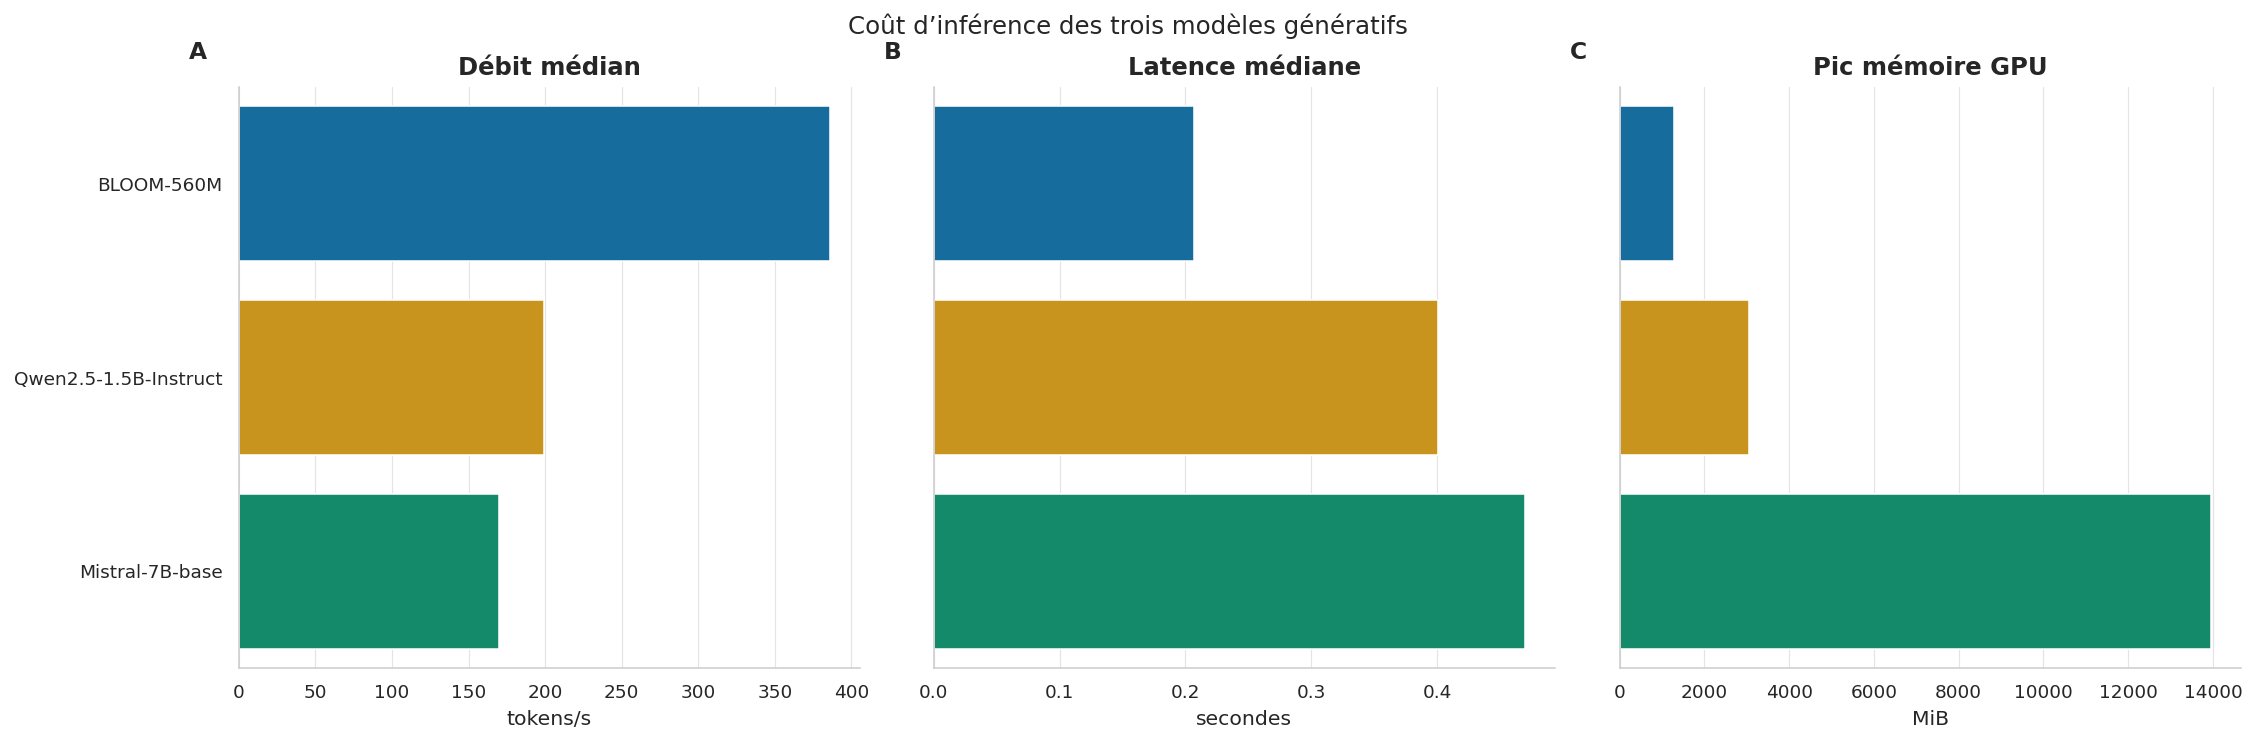 Coût d’inférence des trois modèles génératifs
A
Débit médian
BLOOM-560M
Qwen2.5-1.5B-Instruct
Mistral-7B-base
0 50 100 150 200 250 300 350 400
tokens/s
B
Latence médiane
0.0 0.1 0.2 0.3 0.4
secondes
C
Pic mémoire GPU
0 2000 4000 6000 8000 10000 12000 14000
MiB